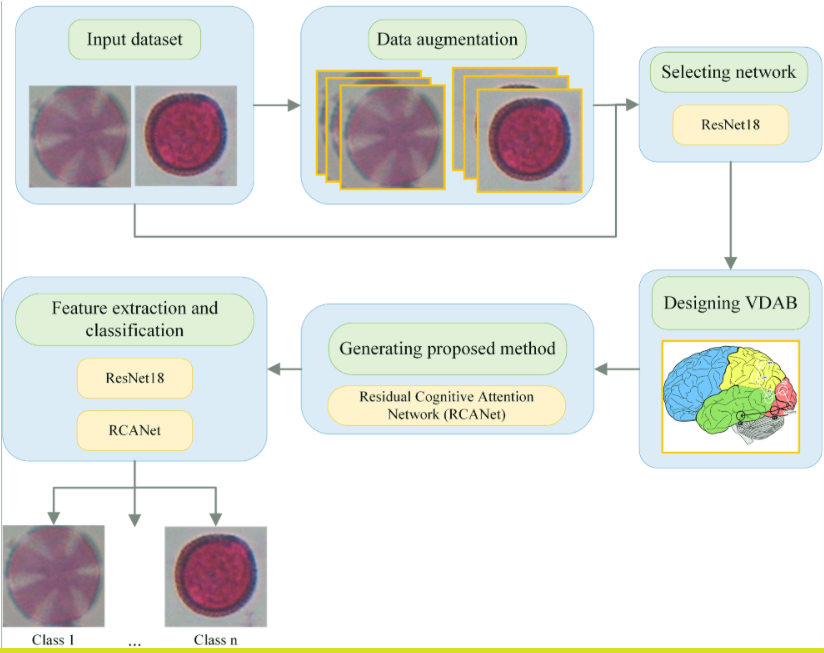 Input dataset
Data augmentation
Selecting network
ResNet18
Designing VDAB
Generating proposed method
Residual Cognitive Attention
Network (RCANet)
Feature extraction and
classification
ResNet18
RCANet
Class 1
...
Class n